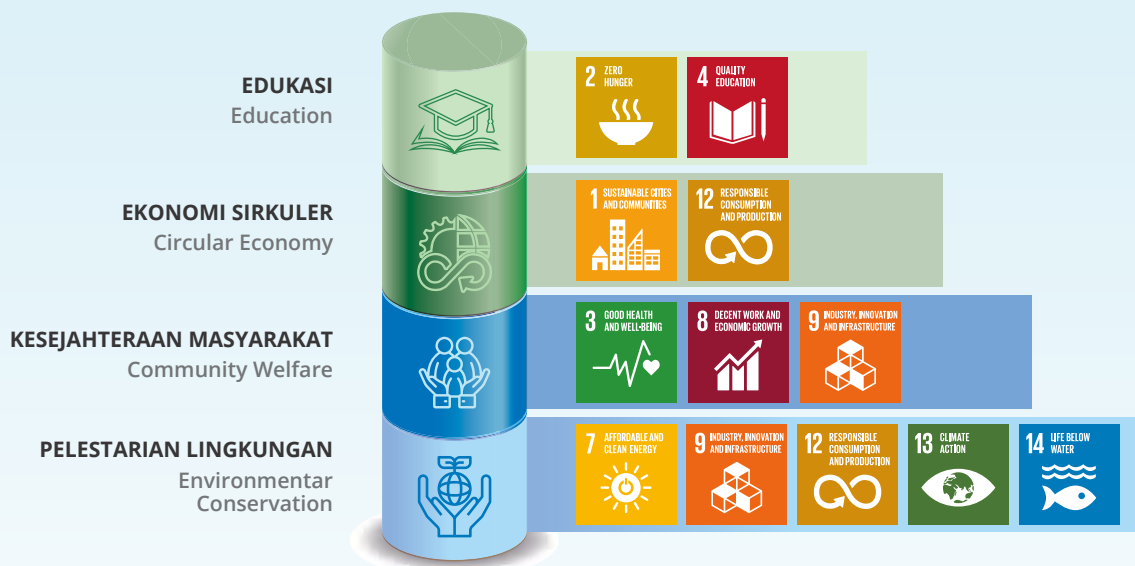 EDUKASI
Education
2 ZERO
HUNGER
4 QUALITY
EDUCATION
EKONOMI SIRKULER
Circular Economy
1 SUSTAINABLE CITIES
AND COMMUNITIES
12 RESPONSIBLE
CONSUMPTION
AND PRODUCTION
KESEJAHTERAAN MASYARAKAT
Community Welfare
3 GOOD HEALTH
AND WELL-BEING
8 DECENT WORK AND
ECONOMIC GROWTH
9 INDUSTRY, INNOVATION
AND INFRASTRUCTURE
PELESTARIAN LINGKUNGAN
Environmentar
Conservation
7 AFFORDABLE AND
CLEAN ENERGY
9 INDUSTRY, INNOVATION
AND INFRASTRUCTURE
12 RESPONSIBLE
CONSUMPTION
AND PRODUCTION
13 CLIMATE
ACTION
14 LIFE BELOW
WATER